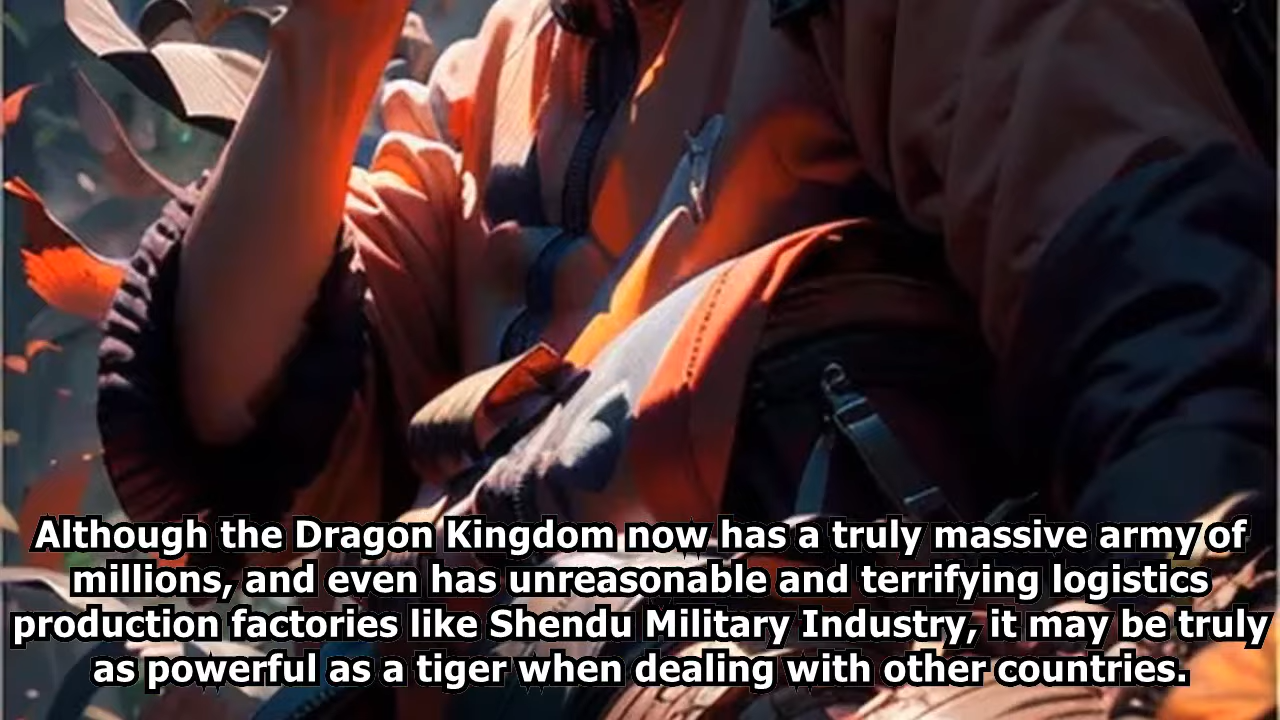 Although the Dragon Kingdom now has a truly massive army of
millions, and even has unreasonable and terrifying logistics
production factories like Shendu Military Industry, it may be truly
as powerful as a tiger when dealing with other countries.